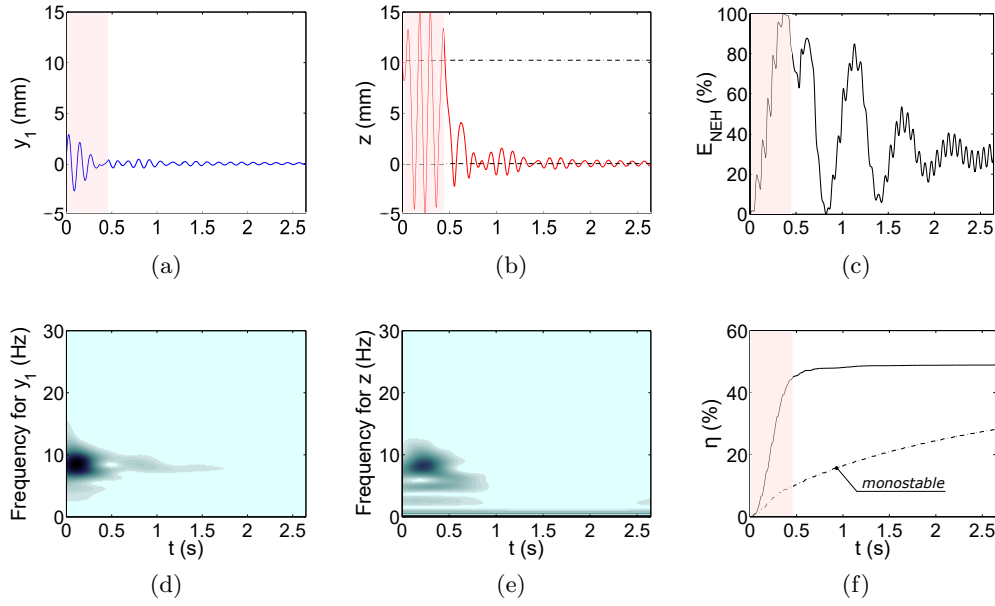 y1 (mm)
15
10
5
0
−5
0 0.5 1 1.5 2 2.5
(a)
z (mm)
15
10
5
0
−5
0 0.5 1 1.5 2 2.5
(b)
E_NEH (%)
100
80
60
40
20
0
0 0.5 1 1.5 2 2.5
(c)
Frequency for y1 (Hz)
30
20
10
0
0 0.5 1 1.5 2 2.5
t (s)
(d)
Frequency for z (Hz)
30
20
10
0
0 0.5 1 1.5 2 2.5
t (s)
(e)
η (%)
60
40
20
0
monostable
0 0.5 1 1.5 2 2.5
t (s)
(f)